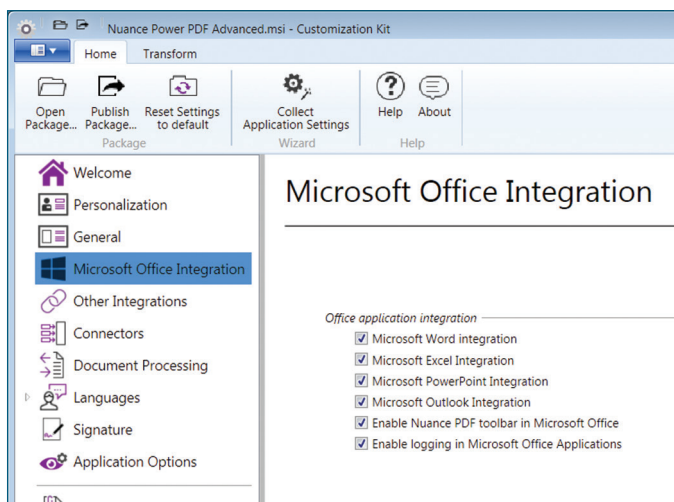 Nuance Power PDF Advanced.msi - Customization Kit
Home Transform
Open Package...
Publish Package...
Reset Settings to default
Collect Application Settings
Help
About
Package
Wizard
Help
Welcome
Personalization
General
Microsoft Office Integration
Other Integrations
Connectors
Document Processing
Languages
Signature
Application Options
Microsoft Office Integration
Office application integration
Microsoft Word integration
Microsoft Excel Integration
Microsoft PowerPoint Integration
Microsoft Outlook Integration
Enable Nuance PDF toolbar in Microsoft Office
Enable logging in Microsoft Office Applications